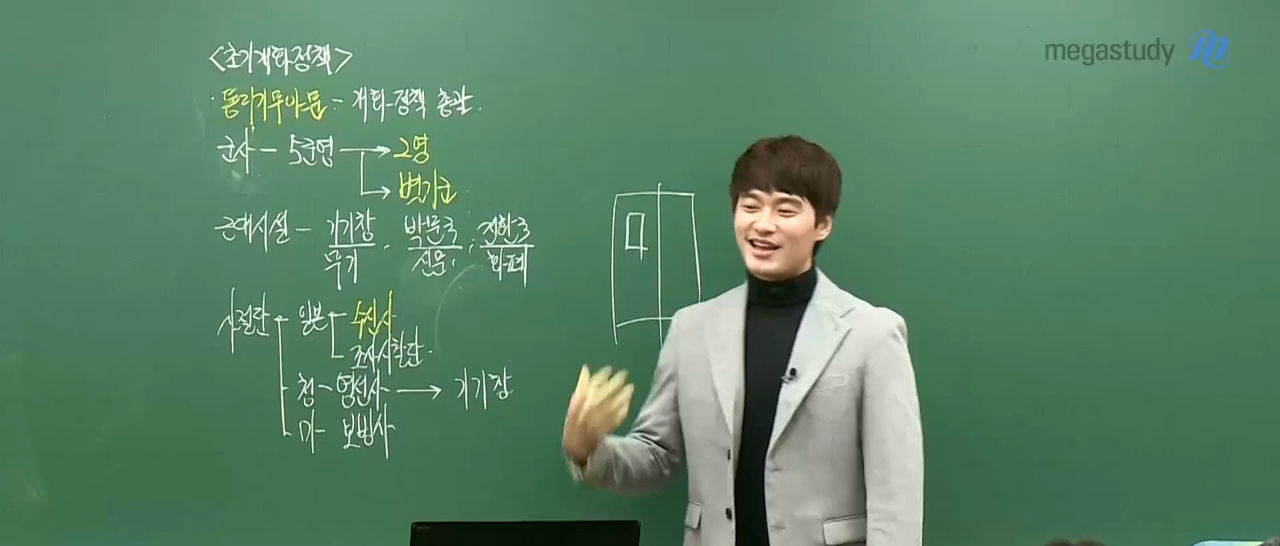 megastudy
<초기개화정책>
· 통리기무아문 - 개화정책 총괄.
군사 - 5군영 → 2영
→ 별기군
근대시설 - 기기창 · 박문국 · 전환국
무기 신문 화폐
사절단 - 일본 - 수신사
조사시찰단.
청 - 영선사 → 기기창
미 - 보빙사